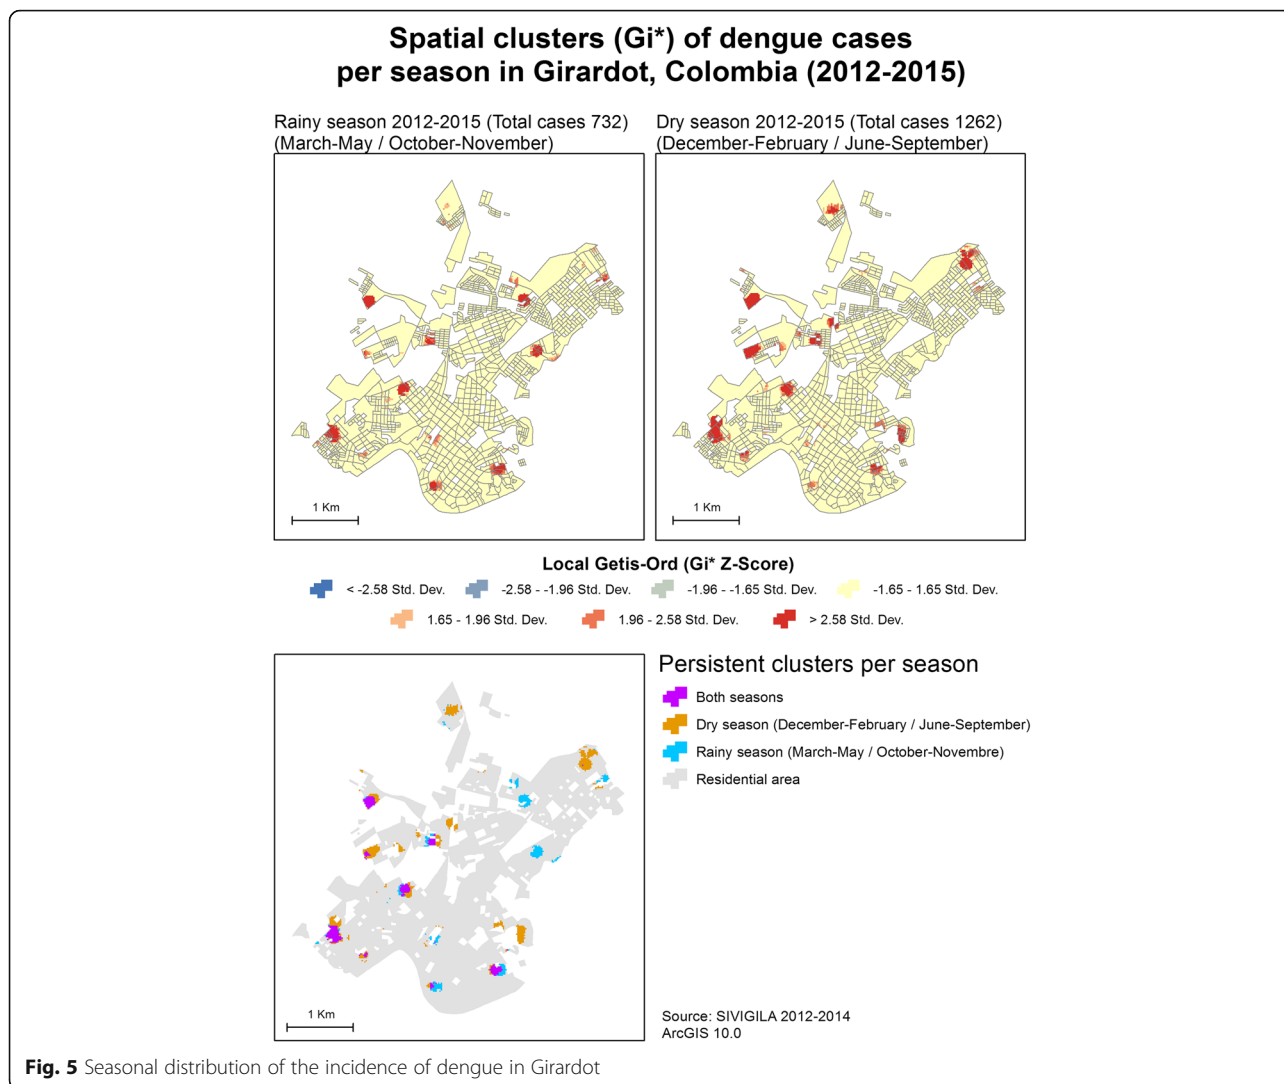 Spatial clusters (Gi*) of dengue cases
per season in Girardot, Colombia (2012-2015)
Rainy season 2012-2015 (Total cases 732)
(March-May / October-November)
Dry season 2012-2015 (Total cases 1262)
(December-February / June-September)
1 Km
1 Km
Local Getis-Ord (Gi* Z-Score)
< -2.58 Std. Dev.
-2.58 - -1.96 Std. Dev.
-1.96 - -1.65 Std. Dev.
-1.65 - 1.65 Std. Dev.
1.65 - 1.96 Std. Dev.
1.96 - 2.58 Std. Dev.
> 2.58 Std. Dev.
Persistent clusters per season
Both seasons
Dry season (December-February / June-September)
Rainy season (March-May / October-Novembre)
Residential area
1 Km
Source: SIVIGILA 2012-2014
ArcGIS 10.0
Fig. 5 Seasonal distribution of the incidence of dengue in Girardot